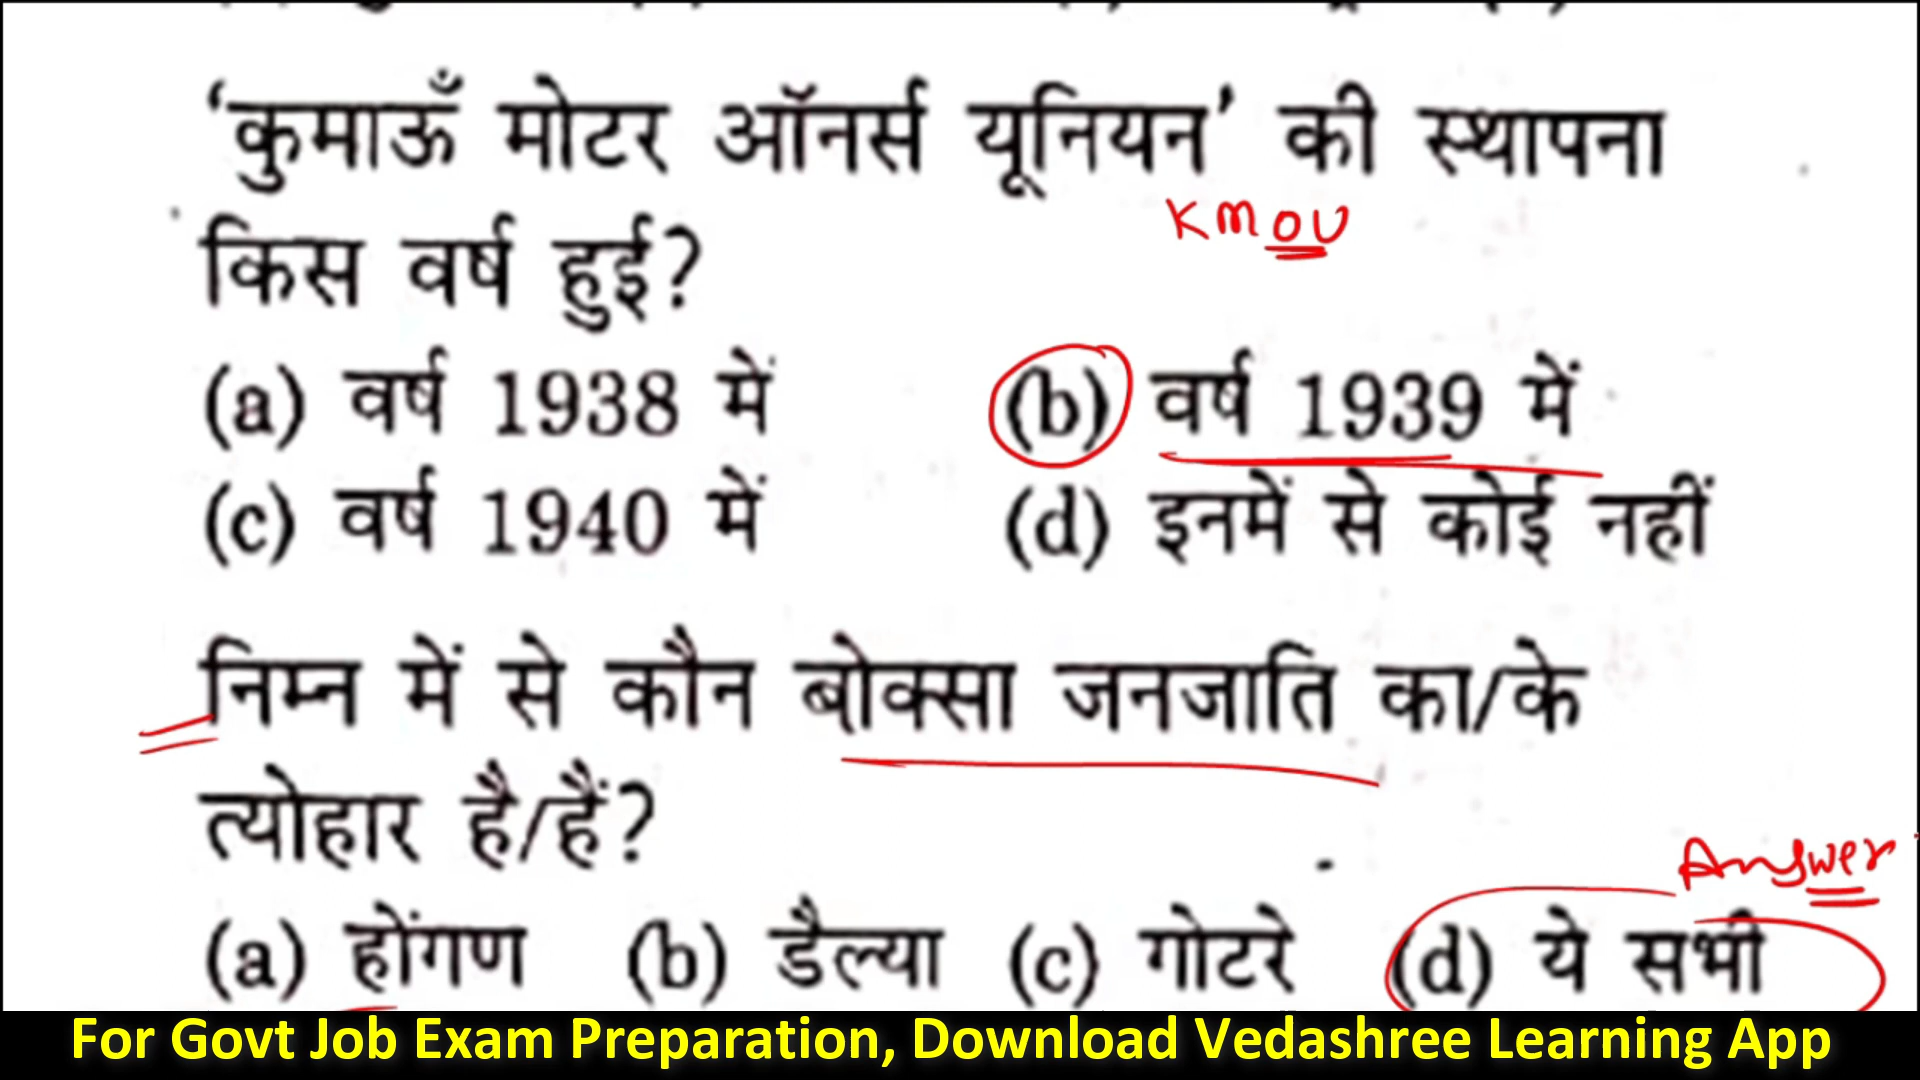 'कुमाऊँ मोटर ऑनर्स यूनियन' की स्थापना
KMOU
किस वर्ष हुई?
(a) वर्ष 1938 में (b) वर्ष 1939 में
(c) वर्ष 1940 में (d) इनमें से कोई नहीं
निम्न में से कौन बोक्सा जनजाति का/के
त्योहार है/हैं?
Answer
(a) होंगण (b) डैल्या (c) गोटरे (d) ये सभी
For Govt Job Exam Preparation, Download Vedashree Learning App